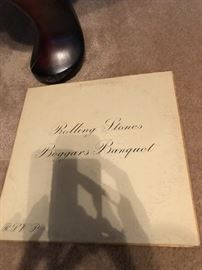 Rolling Stones
Beggars Banquet
R.S.V.P.